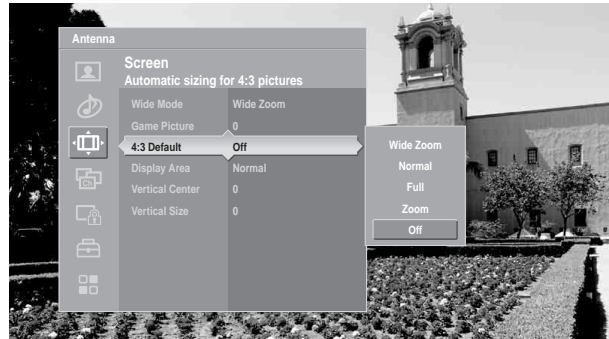 Antenna
Screen
Automatic sizing for 4:3 pictures
Wide Mode Wide Zoom
Game Picture 0
4:3 Default Off
Display Area Normal
Vertical Center 0
Vertical Size 0
Wide Zoom
Normal
Full
Zoom
Off
Ch